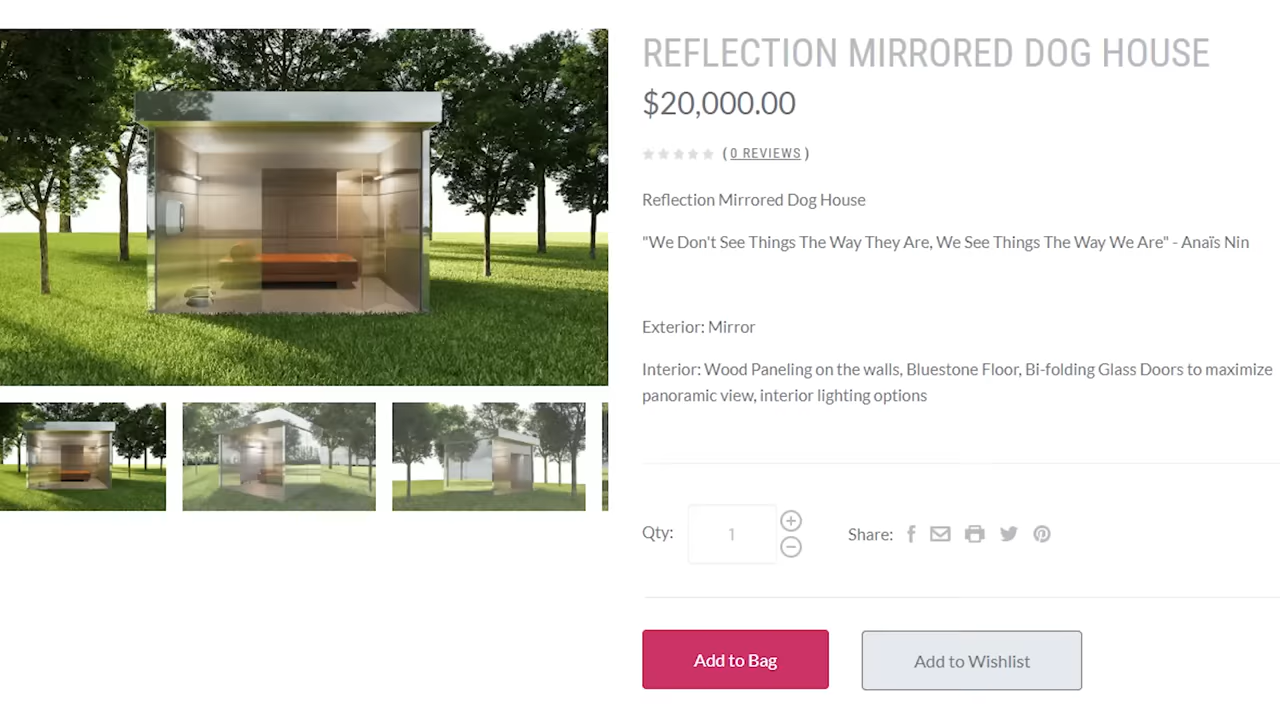 REFLECTION MIRRORED DOG HOUSE
$20,000.00
( 0 REVIEWS )
Reflection Mirrored Dog House
"We Don't See Things The Way They Are, We See Things The Way We Are" - Anaïs Nin
Exterior: Mirror
Interior: Wood Paneling on the walls, Bluestone Floor, Bi-folding Glass Doors to maximize
panoramic view, interior lighting options
Qty: 1 Share:
Add to Bag Add to Wishlist